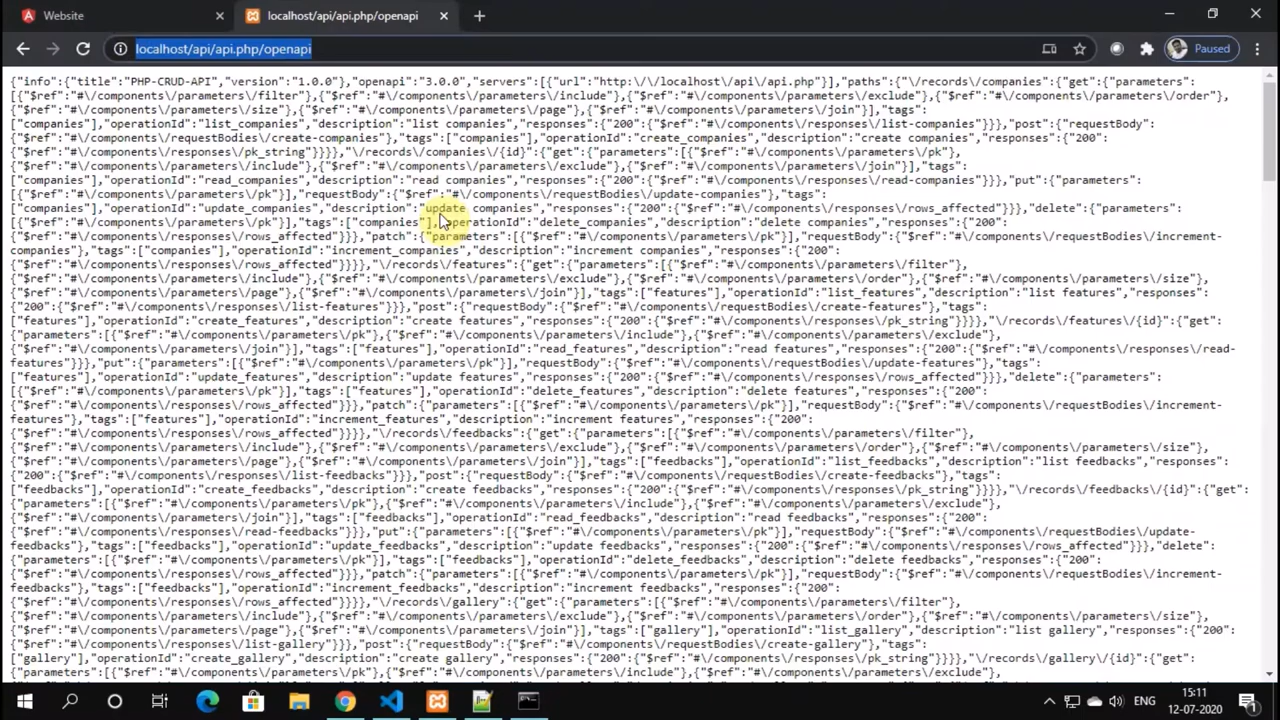 Website
localhost/api/api.php/openapi
localhost/api/api.php/openapi
Paused
{"info":{"title":"PHP-CRUD-API","version":"1.0.0"},"openapi":"3.0.0","servers":[{"url":"http:\/\/localhost\/api\/api.php"}],"paths":{"\/records\/companies":{"get":{"parameters":
[{"$ref":"#\/components\/parameters\/filter"},{"$ref":"#\/components\/parameters\/include"},{"$ref":"#\/components\/parameters\/exclude"},{"$ref":"#\/components\/parameters\/order"},
{"$ref":"#\/components\/parameters\/size"},{"$ref":"#\/components\/parameters\/page"},{"$ref":"#\/components\/parameters\/join"}],"tags":
["companies"],"operationId":"list_companies","description":"list companies","responses":{"200":{"$ref":"#\/components\/responses\/list-companies"}}},"post":{"requestBody":
{"$ref":"#\/components\/requestBodies\/create-companies"},"tags":["companies"],"operationId":"create_companies","description":"create companies","responses":{"200":
{"$ref":"#\/components\/responses\/pk_string"}}}},"\/records\/companies\/{id}":{"get":{"parameters":[{"$ref":"#\/components\/parameters\/pk"},
{"$ref":"#\/components\/parameters\/include"},{"$ref":"#\/components\/parameters\/exclude"},{"$ref":"#\/components\/parameters\/join"}],"tags":
["companies"],"operationId":"read_companies","description":"read companies","responses":{"200":{"$ref":"#\/components\/responses\/read-companies"}}},"put":{"parameters":
[{"$ref":"#\/components\/parameters\/pk"}],"requestBody":{"$ref":"#\/components\/requestBodies\/update-companies"},"tags":
["companies"],"operationId":"update_companies","description":"update companies","responses":{"200":{"$ref":"#\/components\/responses\/rows_affected"}}},"delete":{"parameters":
[{"$ref":"#\/components\/parameters\/pk"}],"tags":["companies"],"operationId":"delete_companies","description":"delete companies","responses":{"200":
{"$ref":"#\/components\/responses\/rows_affected"}}},"patch":{"parameters":[{"$ref":"#\/components\/parameters\/pk"}],"requestBody":{"$ref":"#\/components\/requestBodies\/increment-
companies"},"tags":["companies"],"operationId":"increment_companies","description":"increment companies","responses":{"200":
{"$ref":"#\/components\/responses\/rows_affected"}}}},"\/records\/features":{"get":{"parameters":[{"$ref":"#\/components\/parameters\/filter"},
{"$ref":"#\/components\/parameters\/include"},{"$ref":"#\/components\/parameters\/exclude"},{"$ref":"#\/components\/parameters\/order"},{"$ref":"#\/components\/parameters\/size"},
{"$ref":"#\/components\/parameters\/page"},{"$ref":"#\/components\/parameters\/join"}],"tags":["features"],"operationId":"list_features","description":"list features","responses":
{"200":{"$ref":"#\/components\/responses\/list-features"}}},"post":{"requestBody":{"$ref":"#\/components\/requestBodies\/create-features"},"tags":
["features"],"operationId":"create_features","description":"create features","responses":{"200":{"$ref":"#\/components\/responses\/pk_string"}}}},"\/records\/features\/{id}":{"get":
{"parameters":[{"$ref":"#\/components\/parameters\/pk"},{"$ref":"#\/components\/parameters\/include"},{"$ref":"#\/components\/parameters\/exclude"},
{"$ref":"#\/components\/parameters\/join"}],"tags":["features"],"operationId":"read_features","description":"read features","responses":{"200":{"$ref":"#\/components\/responses\/read-
features"}}},"put":{"parameters":[{"$ref":"#\/components\/parameters\/pk"}],"requestBody":{"$ref":"#\/components\/requestBodies\/update-features"},"tags":
["features"],"operationId":"update_features","description":"update features","responses":{"200":{"$ref":"#\/components\/responses\/rows_affected"}}},"delete":{"parameters":
[{"$ref":"#\/components\/parameters\/pk"}],"tags":["features"],"operationId":"delete_features","description":"delete features","responses":{"200":
{"$ref":"#\/components\/responses\/rows_affected"}}},"patch":{"parameters":[{"$ref":"#\/components\/parameters\/pk"}],"requestBody":{"$ref":"#\/components\/requestBodies\/increment-
features"},"tags":["features"],"operationId":"increment_features","description":"increment features","responses":{"200":
{"$ref":"#\/components\/responses\/rows_affected"}}}},"\/records\/feedbacks":{"get":{"parameters":[{"$ref":"#\/components\/parameters\/filter"},
{"$ref":"#\/components\/parameters\/include"},{"$ref":"#\/components\/parameters\/exclude"},{"$ref":"#\/components\/parameters\/order"},{"$ref":"#\/components\/parameters\/size"},
{"$ref":"#\/components\/parameters\/page"},{"$ref":"#\/components\/parameters\/join"}],"tags":["feedbacks"],"operationId":"list_feedbacks","description":"list feedbacks","responses":
{"200":{"$ref":"#\/components\/responses\/list-feedbacks"}}},"post":{"requestBody":{"$ref":"#\/components\/requestBodies\/create-feedbacks"},"tags":
["feedbacks"],"operationId":"create_feedbacks","description":"create feedbacks","responses":{"200":{"$ref":"#\/components\/responses\/pk_string"}}}},"\/records\/feedbacks\/{id}":{"get":
{"parameters":[{"$ref":"#\/components\/parameters\/pk"},{"$ref":"#\/components\/parameters\/include"},{"$ref":"#\/components\/parameters\/exclude"},
{"$ref":"#\/components\/parameters\/join"}],"tags":["feedbacks"],"operationId":"read_feedbacks","description":"read feedbacks","responses":{"200":
{"$ref":"#\/components\/responses\/read-feedbacks"}}},"put":{"parameters":[{"$ref":"#\/components\/parameters\/pk"}],"requestBody":{"$ref":"#\/components\/requestBodies\/update-
feedbacks"},"tags":["feedbacks"],"operationId":"update_feedbacks","description":"update feedbacks","responses":{"200":{"$ref":"#\/components\/responses\/rows_affected"}}},"delete":
{"parameters":[{"$ref":"#\/components\/parameters\/pk"}],"tags":["feedbacks"],"operationId":"delete_feedbacks","description":"delete feedbacks","responses":{"200":
{"$ref":"#\/components\/responses\/rows_affected"}}},"patch":{"parameters":[{"$ref":"#\/components\/parameters\/pk"}],"requestBody":{"$ref":"#\/components\/requestBodies\/increment-
feedbacks"},"tags":["feedbacks"],"operationId":"increment_feedbacks","description":"increment feedbacks","responses":{"200":
{"$ref":"#\/components\/responses\/rows_affected"}}}},"\/records\/gallery":{"get":{"parameters":[{"$ref":"#\/components\/parameters\/filter"},
{"$ref":"#\/components\/parameters\/include"},{"$ref":"#\/components\/parameters\/exclude"},{"$ref":"#\/components\/parameters\/order"},{"$ref":"#\/components\/parameters\/size"},
{"$ref":"#\/components\/parameters\/page"},{"$ref":"#\/components\/parameters\/join"}],"tags":["gallery"],"operationId":"list_gallery","description":"list gallery","responses":{"200":
{"$ref":"#\/components\/responses\/list-gallery"}}},"post":{"requestBody":{"$ref":"#\/components\/requestBodies\/create-gallery"},"tags":
["gallery"],"operationId":"create_gallery","description":"create gallery","responses":{"200":{"$ref":"#\/components\/responses\/pk_string"}}}},"\/records\/gallery\/{id}":{"get":
{"parameters":[{"$ref":"#\/components\/parameters\/pk"},{"$ref":"#\/components\/parameters\/include"},{"$ref":"#\/components\/parameters\/exclude"},
ENG
15:11
12-07-2020
1